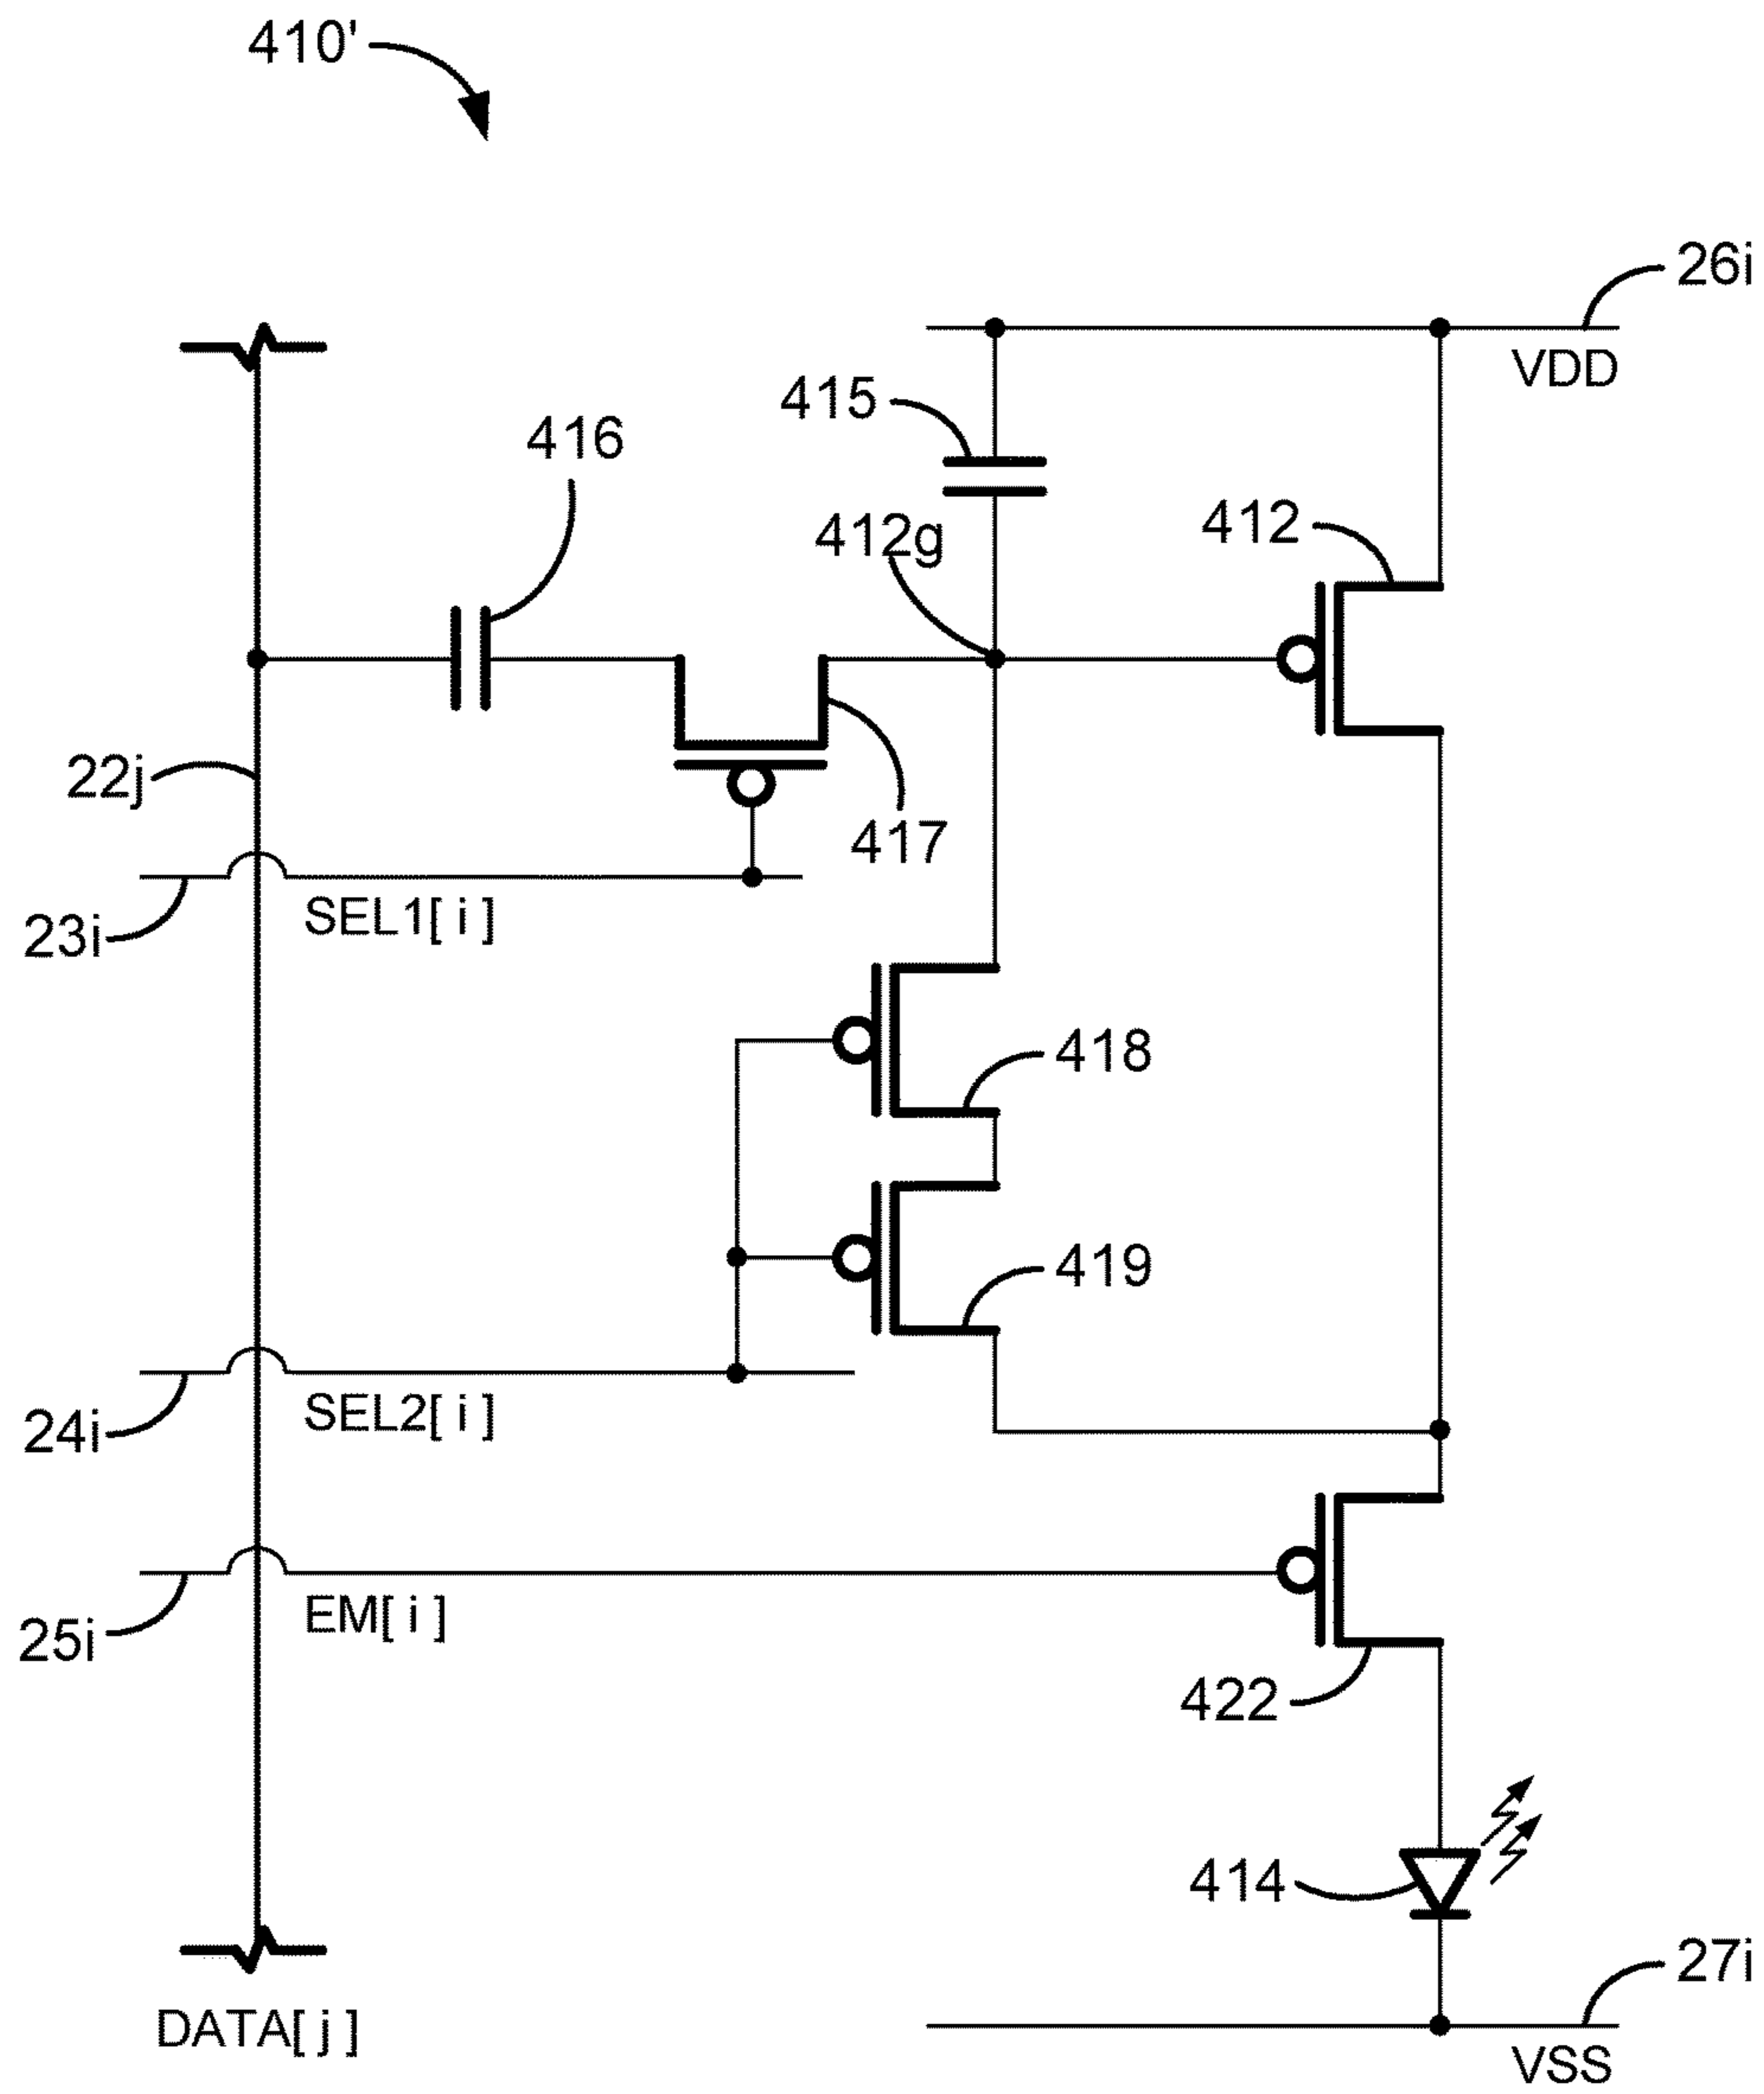 410'
26i
VDD
415
416
412g
412
22j
417
SEL1[ i ]
23i
418
419
SEL2[ i ]
24i
EM[ i ]
25i
422
414
27i
DATA[ j ]
VSS